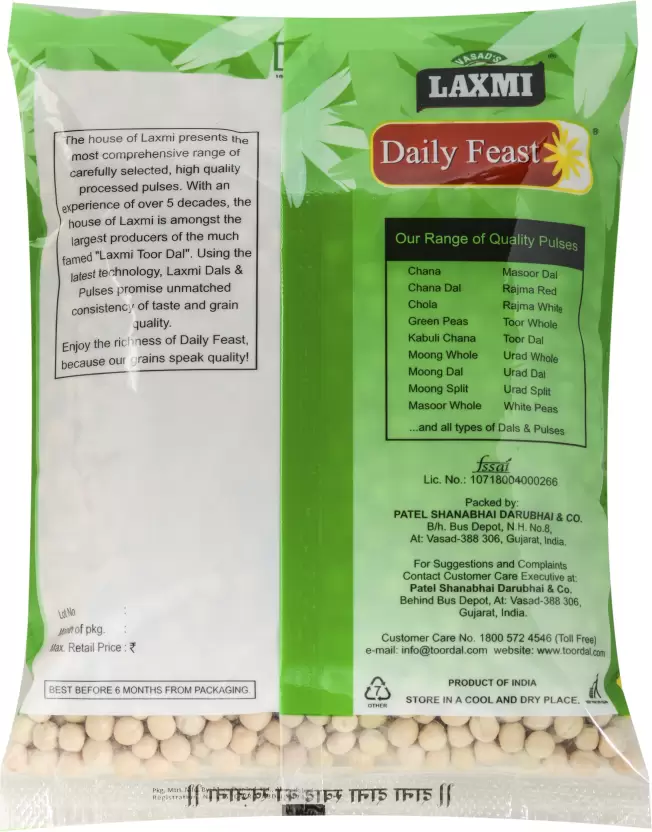 The house of Laxmi presents the
most comprehensive range of
carefully selected, high quality
processed pulses. With an
experience of over 5 decades, the
house of Laxmi is amongst the
largest producers of the much
famed "Laxmi Toor Dal". Using the
latest technology, Laxmi Dals &
Pulses promise unmatched
consistency of taste and grain
quality.
Enjoy the richness of Daily Feast,
because our grains speak quality!
Lot No :
Month of pkg. :
Max. Retail Price : ₹
BEST BEFORE 6 MONTHS FROM PACKAGING.
VASAD'S
LAXMI
Daily Feast ®
Our Range of Quality Pulses
Chana Masoor Dal
Chana Dal Rajma Red
Chola Rajma White
Green Peas Toor Whole
Kabuli Chana Toor Dal
Moong Whole Urad Whole
Moong Dal Urad Dal
Moong Split Urad Split
Masoor Whole White Peas
...and all types of Dals & Pulses
fssai
Lic. No.: 10718004000266
Packed by:
PATEL SHANABHAI DARUBHAI & CO.
B/h. Bus Depot, N.H. No.8,
At: Vasad-388 306, Gujarat, India.
For Suggestions and Complaints
Contact Customer Care Executive at:
Patel Shanabhai Darubhai & Co.
Behind Bus Depot, At: Vasad-388 306,
Gujarat, India.
Customer Care No. 1800 572 4546 (Toll Free)
e-mail: info@toordal.com website: www.toordal.com
7
OTHER
PRODUCT OF INDIA
STORE IN A COOL AND DRY PLACE.
Pkg. Mon.
Registration
|| दाना दाना स्वाद का खजाना ||